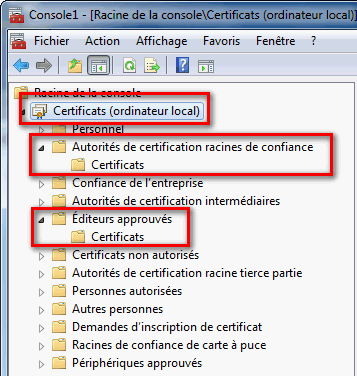 Console1 - [Racine de la console\Certificats (ordinateur local)]
Fichier Action Affichage Favoris Fenêtre ?
Racine de la console
Certificats (ordinateur local)
Personnel
Autorités de certification racines de confiance
Certificats
Confiance de l'entreprise
Autorités de certification intermédiaires
Éditeurs approuvés
Certificats
Certificats non autorisés
Autorités de certification racine tierce partie
Personnes autorisées
Autres personnes
Demandes d'inscription de certificat
Racines de confiance de carte à puce
Périphériques approuvés